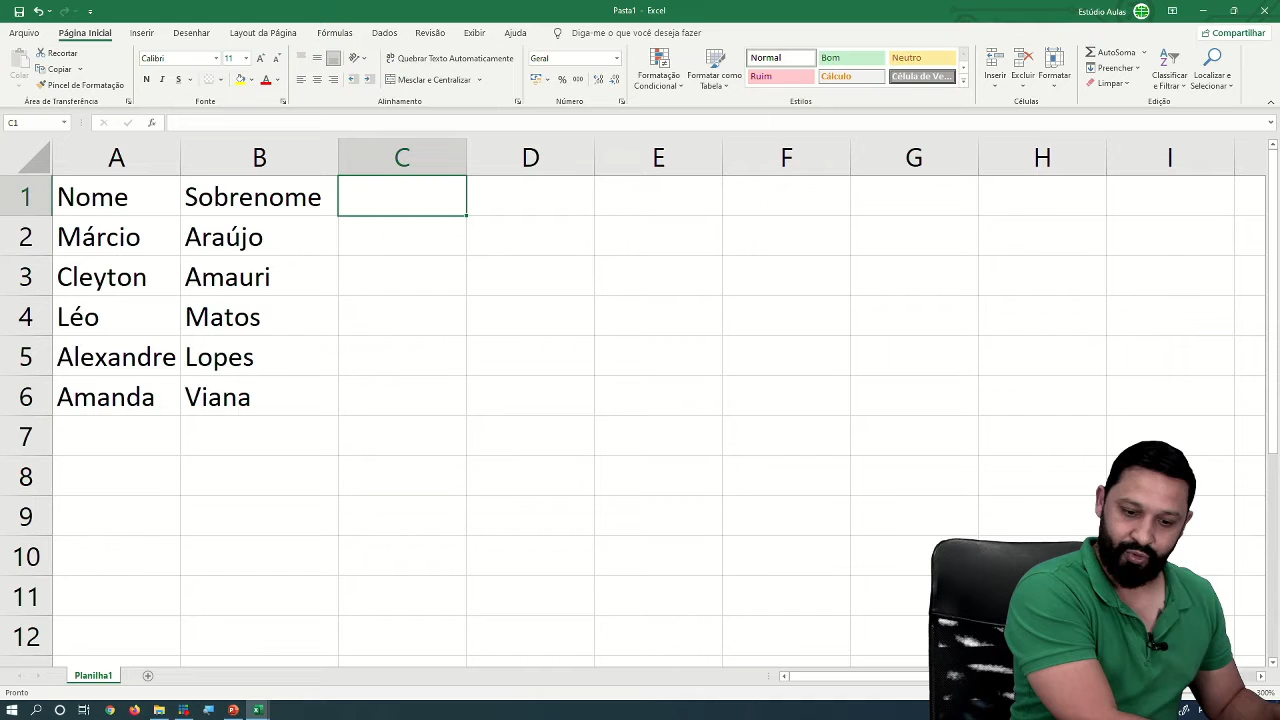 Pasta1 - Excel
Estúdio Aulas
Arquivo Página Inicial Inserir Desenhar Layout da Página Fórmulas Dados Revisão Exibir Ajuda Diga-me o que você deseja fazer Compartilhar
Colar
Recortar
Copiar
Pincel de Formatação
Área de Transferência
Calibri 11
N I S
Fonte
Quebrar Texto Automaticamente
Mesclar e Centralizar
Alinhamento
Geral
% 000
Número
Formatação Condicional
Formatar como Tabela
Normal Bom Neutro
Ruim Cálculo Célula de Ve...
Estilos
Inserir Excluir Formatar
Células
AutoSoma
Preencher
Limpar
Classificar e Filtrar
Localizar e Selecionar
Edição
C1
fx
A B C D E F G H I
1 Nome Sobrenome
2 Márcio Araújo
3 Cleyton Amauri
4 Léo Matos
5 Alexandre Lopes
6 Amanda Viana
7
8
9
10
11
12
Planilha1
Pronto
300%